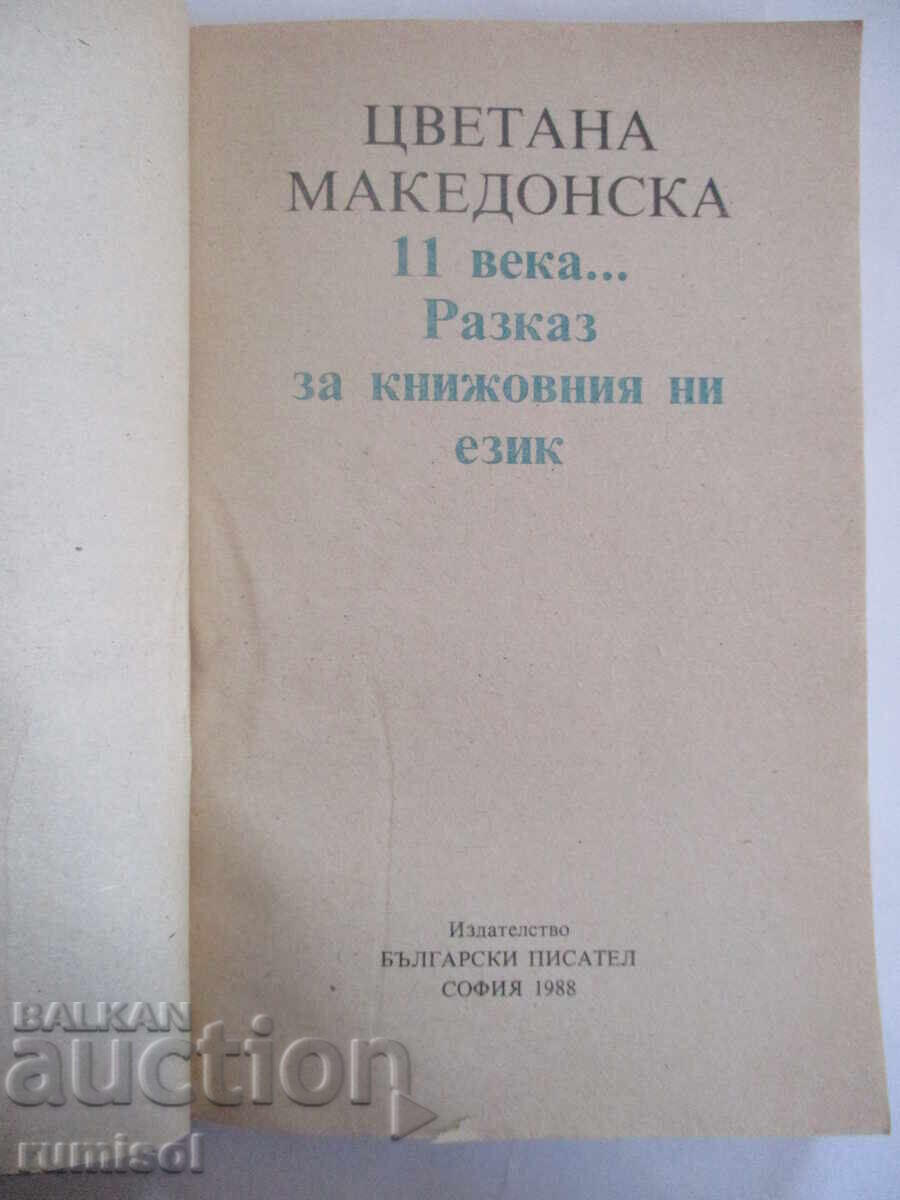 ЦВЕТАНА
МАКЕДОНСКА
11 века...
Разказ
за книжовния ни
език
Издателство
БЪЛГАРСКИ ПИСАТЕЛ
СОФИЯ 1988
BALKAN
auction
rumisol